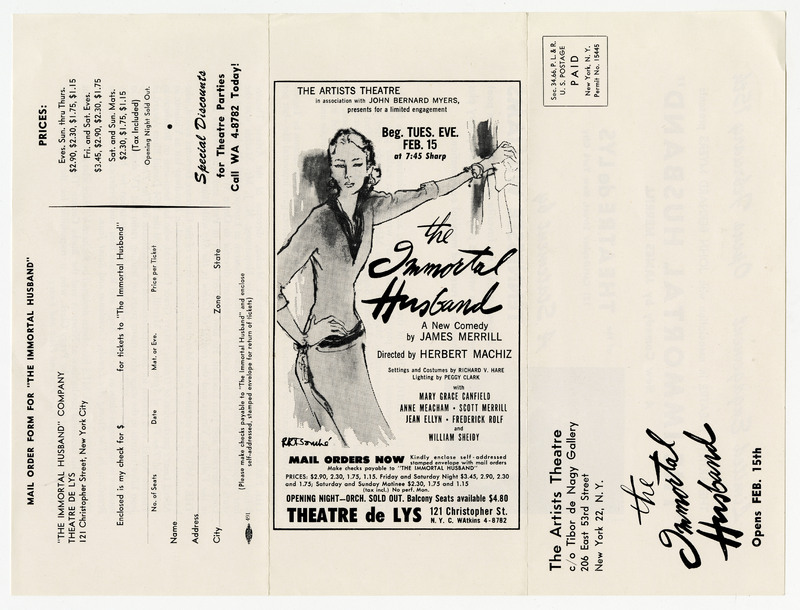 MAIL ORDER FORM FOR "THE IMMORTAL HUSBAND"
"THE IMMORTAL HUSBAND" COMPANY
THEATRE DE LYS
121 Christopher Street, New York City
Enclosed is my check for $ for tickets to "The Immortal Husband"
No. of Seats Date Mat. or Eve. Price per Ticket
Name
Address
City Zone State
(Please make checks payable to "The Immortal Husband" and enclose
self-addressed, stamped envelope for return of tickets)
PRICES:
Eves. Sun. thru Thurs.
$2.90, $2.30, $1.75, $1.15
Fri. and Sat. Eves.
$3.45, $2.90, $2.30, $1.75
Sat. and Sun. Mats.
$2.30, $1.75, $1.15
(Tax Included)
Opening Night Sold Out.
Special Discounts
for Theatre Parties
Call WA 4-8782 Today!
THE ARTISTS THEATRE
in association with JOHN BERNARD MYERS,
presents for a limited engagement
Beg. TUES. EVE.
FEB. 15
at 7:45 Sharp
the
Immortal
Husband
A New Comedy
by JAMES MERRILL
Directed by HERBERT MACHIZ
Settings and Costumes by RICHARD V. HARE
Lighting by PEGGY CLARK
with
MARY GRACE CANFIELD
ANNE MEACHAM • SCOTT MERRILL
JEAN ELLYN • FREDERICK ROLF
and
WILLIAM SHEIDY
MAIL ORDERS NOW Kindly enclose self-addressed
stamped envelope with mail orders
Make checks payable to "THE IMMORTAL HUSBAND"
PRICES: $2.90, 2.30, 1.75, 1.15. Friday and Saturday Night $3.45, 2.90, 2.30
and 1.75; Saturday and Sunday Matinee $2.30, 1.75 and 1.15
(tax incl.) No perf. Mon.
OPENING NIGHT—ORCH. SOLD OUT. Balcony Seats available $4.80
THEATRE de LYS 121 Christopher St.
N. Y. C. WAtkins 4-8782
Sec. 34.66, P. L. & R.
U. S. POSTAGE
PAID
New York, N. Y.
Permit No. 15445
The Artists Theatre
c/o Tibor de Nagy Gallery
206 East 53rd Street
New York 22, N. Y.
the
Immortal
Husband
Opens FEB. 15th